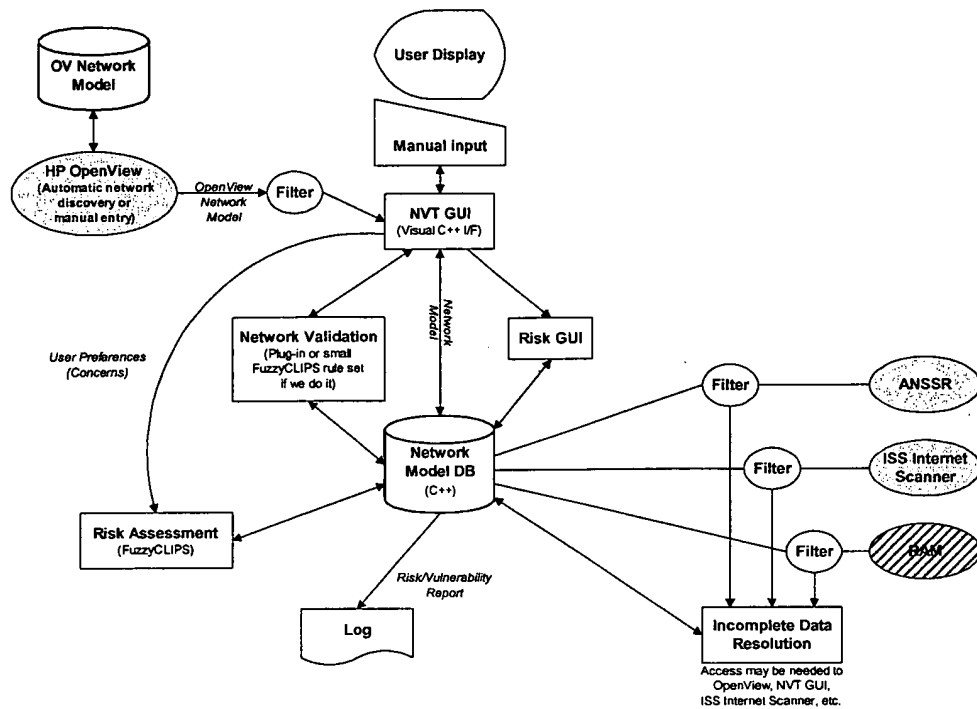 User Display
OV Network
Model
Manual input
HP OpenView
(Automatic network
discovery or
manual entry)
OpenView
Network
Model
Filter
NVT GUI
(Visual C++ I/F)
Network
Model
Network Validation
(Plug-in or small
FuzzyCLIPS rule set
if we do it)
Risk GUI
User Preferences
(Concerns)
Filter
ANSSR
Network
Model DB
(C++)
Filter
ISS Internet
Scanner
Risk Assessment
(FuzzyCLIPS)
Filter
RAM
Risk/Vulnerability
Report
Log
Incomplete Data
Resolution
Access may be needed to
OpenView, NVT GUI,
ISS Internet Scanner, etc.